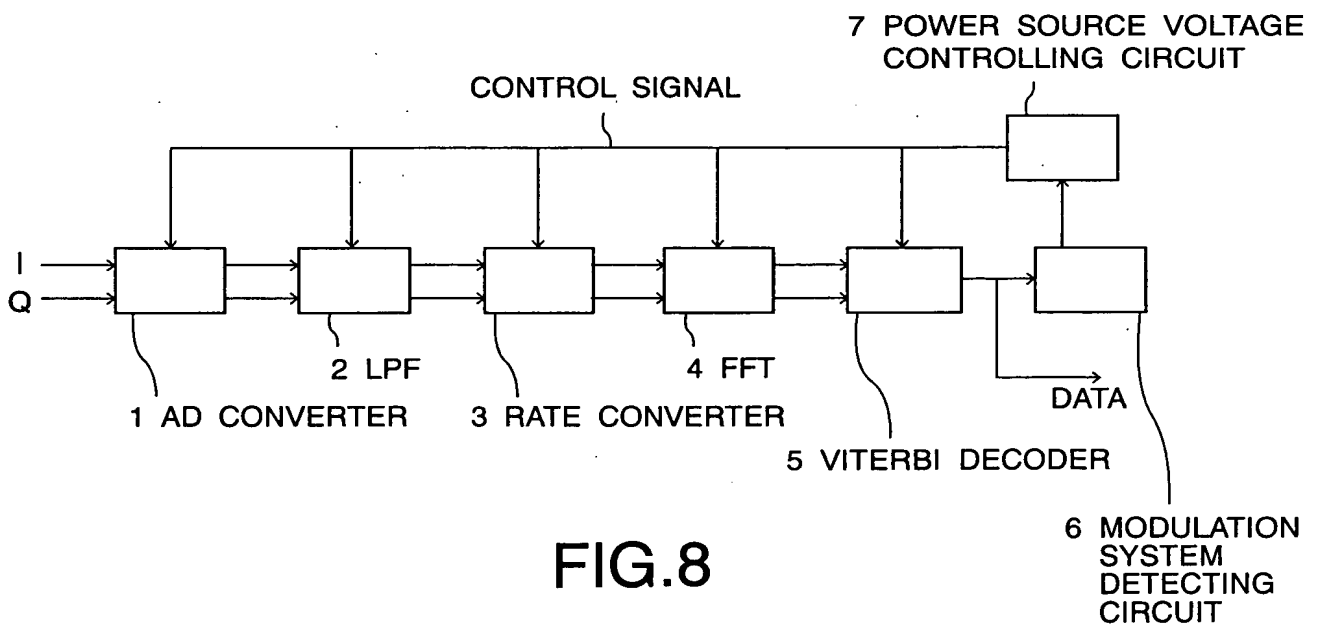 7 POWER SOURCE VOLTAGE
CONTROLLING CIRCUIT
CONTROL SIGNAL
I
Q
2 LPF
4 FFT
DATA
1 AD CONVERTER
3 RATE CONVERTER
5 VITERBI DECODER
6 MODULATION
SYSTEM
DETECTING
CIRCUIT
FIG.8